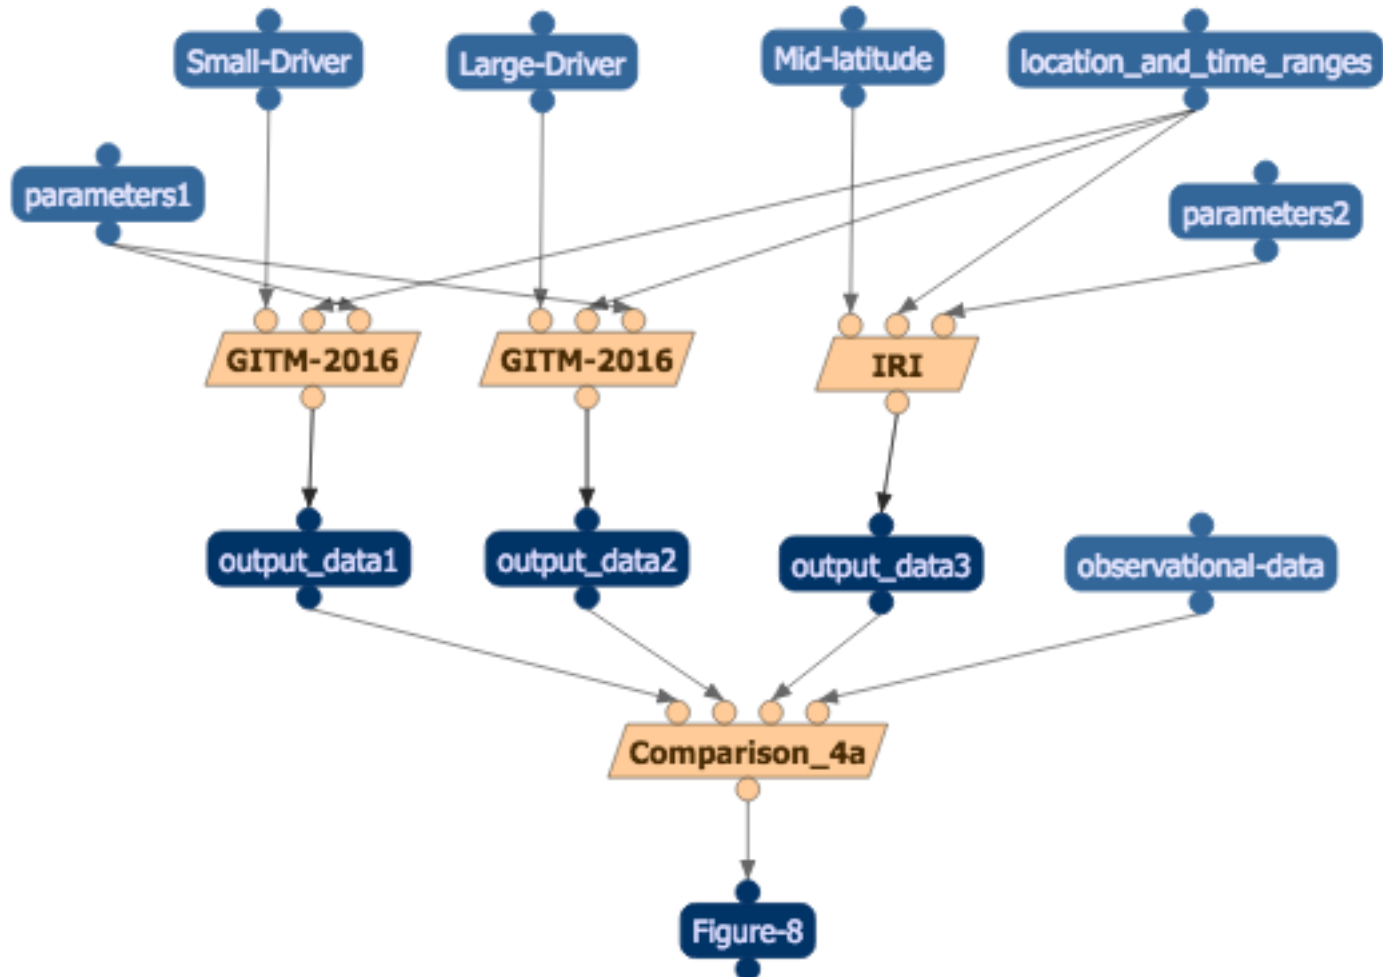 Small-Driver
Large-Driver
Mid-latitude
location_and_time_ranges
parameters1
parameters2
GITM-2016
GITM-2016
IRI
output_data1
output_data2
output_data3
observational-data
Comparison_4a
Figure-8